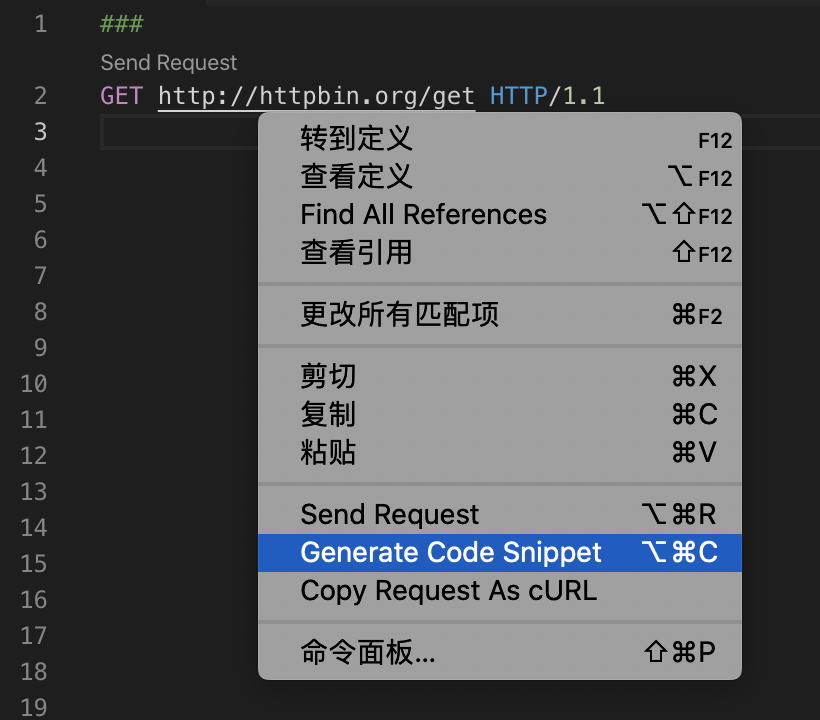 1 ###
Send Request
2 GET http://httpbin.org/get HTTP/1.1
3
转到定义 F12
4
查看定义 ⌥F12
5
Find All References ⌥⇧F12
6
查看引用 ⇧F12
7
8
更改所有匹配项 ⌘F2
9
10
剪切 ⌘X
11
复制 ⌘C
12
粘贴 ⌘V
13
14
Send Request ⌥⌘R
15
Generate Code Snippet ⌥⌘C
16
Copy Request As cURL
17
18
命令面板... ⇧⌘P
19